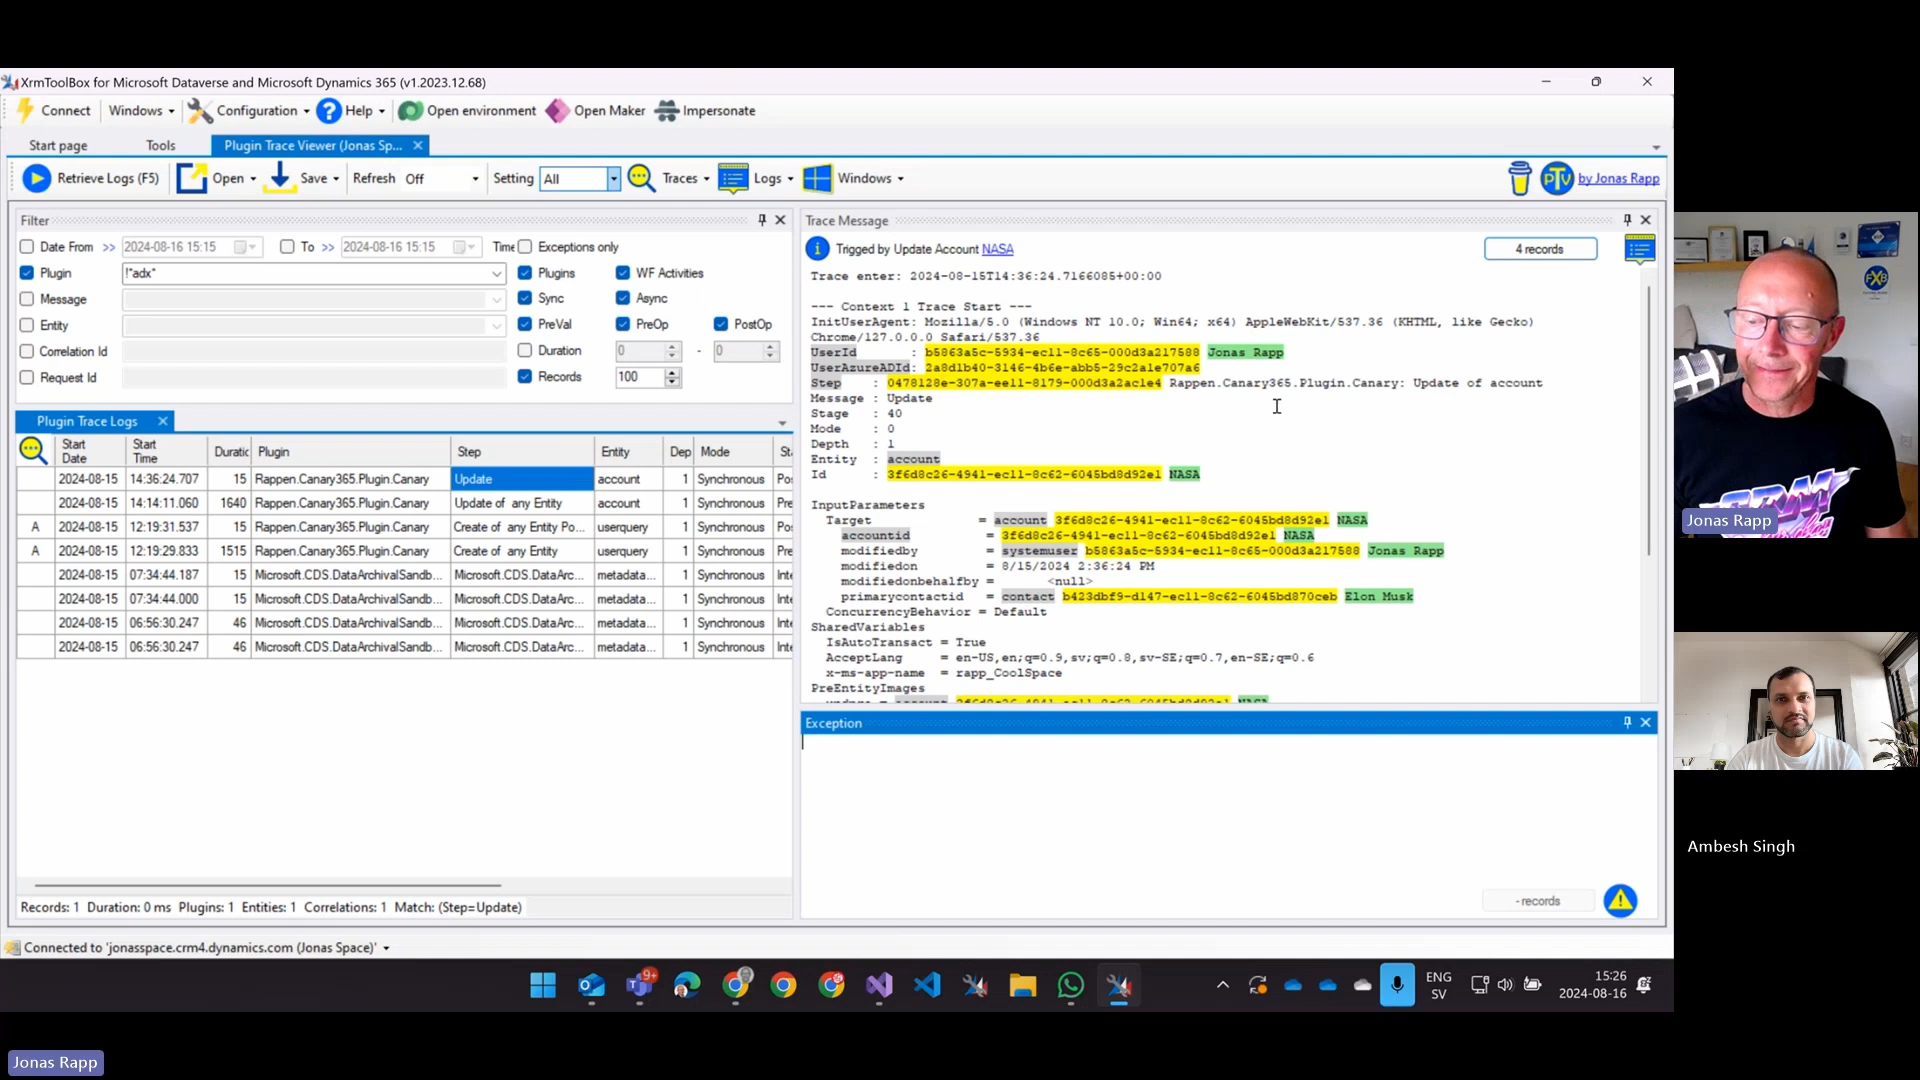 XrmToolBox for Microsoft Dataverse and Microsoft Dynamics 365 (v1.2023.12.68)
Connect Windows Configuration Help Open environment Open Maker Impersonate
Start page Tools Plugin Trace Viewer (Jonas Sp...
Retrieve Logs (F5) Open Save Refresh Off Setting All Traces Logs Windows PTV by Jonas Rapp
Filter
Date From >> 2024-08-16 15:15 To >> 2024-08-16 15:15 Time Exceptions only
Plugin !*adx* Plugins WF Activities
Message Sync Async
Entity PreVal PreOp PostOp
Correlation Id Duration 0 - 0
Request Id Records 100
Plugin Trace Logs
Start Date Start Time Duratic Plugin Step Entity Dep Mode St
2024-08-15 14:36:24.707 15 Rappen.Canary365.Plugin.Canary Update account 1 Synchronous Po
2024-08-15 14:14:11.060 1640 Rappen.Canary365.Plugin.Canary Update of any Entity account 1 Synchronous Pre
A 2024-08-15 12:19:31.537 15 Rappen.Canary365.Plugin.Canary Create of any Entity Po... userquery 1 Synchronous Po
A 2024-08-15 12:19:29.833 1515 Rappen.Canary365.Plugin.Canary Create of any Entity userquery 1 Synchronous Pre
2024-08-15 07:34:44.187 15 Microsoft.CDS.DataArchivalSandb... Microsoft.CDS.DataArc... metadata... 1 Synchronous Inte
2024-08-15 07:34:44.000 15 Microsoft.CDS.DataArchivalSandb... Microsoft.CDS.DataArc... metadata... 1 Synchronous Inte
2024-08-15 06:56:30.247 46 Microsoft.CDS.DataArchivalSandb... Microsoft.CDS.DataArc... metadata... 1 Synchronous Inte
2024-08-15 06:56:30.247 46 Microsoft.CDS.DataArchivalSandb... Microsoft.CDS.DataArc... metadata... 1 Synchronous Inte
Records: 1 Duration: 0 ms Plugins: 1 Entities: 1 Correlations: 1 Match: (Step=Update)
Trace Message
Trigged by Update Account NASA 4 records
Trace enter: 2024-08-15T14:36:24.7166085+00:00
--- Context 1 Trace Start ---
InitUserAgent: Mozilla/5.0 (Windows NT 10.0; Win64; x64) AppleWebKit/537.36 (KHTML, like Gecko)
Chrome/127.0.0.0 Safari/537.36
UserId : b5863a5c-5934-ec11-8c65-000d3a217588 Jonas Rapp
UserAzureADId: 2a8d1b40-3146-4b6e-abb5-29c2a1e707a6
Step : 0478128e-307a-ee11-8179-000d3a2ac1e4 Rappen.Canary365.Plugin.Canary: Update of account
Message : Update
Stage : 40
Mode : 0
Depth : 1
Entity : account
Id : 3f6d8c26-4941-ec11-8c62-6045bd8d92e1 NASA
InputParameters
Target = account 3f6d8c26-4941-ec11-8c62-6045bd8d92e1 NASA
accountid = 3f6d8c26-4941-ec11-8c62-6045bd8d92e1 NASA
modifiedby = systemuser b5863a5c-5934-ec11-8c65-000d3a217588 Jonas Rapp
modifiedon = 8/15/2024 2:36:24 PM
modifiedonbehalfby = <null>
primarycontactid = contact b423dbf9-d147-ec11-8c62-6045bd870ceb Elon Musk
ConcurrencyBehavior = Default
SharedVariables
IsAutoTransact = True
AcceptLang = en-US,en;q=0.9,sv;q=0.8,sv-SE;q=0.7,en-SE;q=0.6
x-ms-app-name = rapp_CoolSpace
PreEntityImages
Exception
- records
Connected to 'jonasspace.crm4.dynamics.com (Jonas Space)'
9+ ENG SV 15:26 2024-08-16
FXB
Jonas Rapp
Ambesh Singh
Jonas Rapp